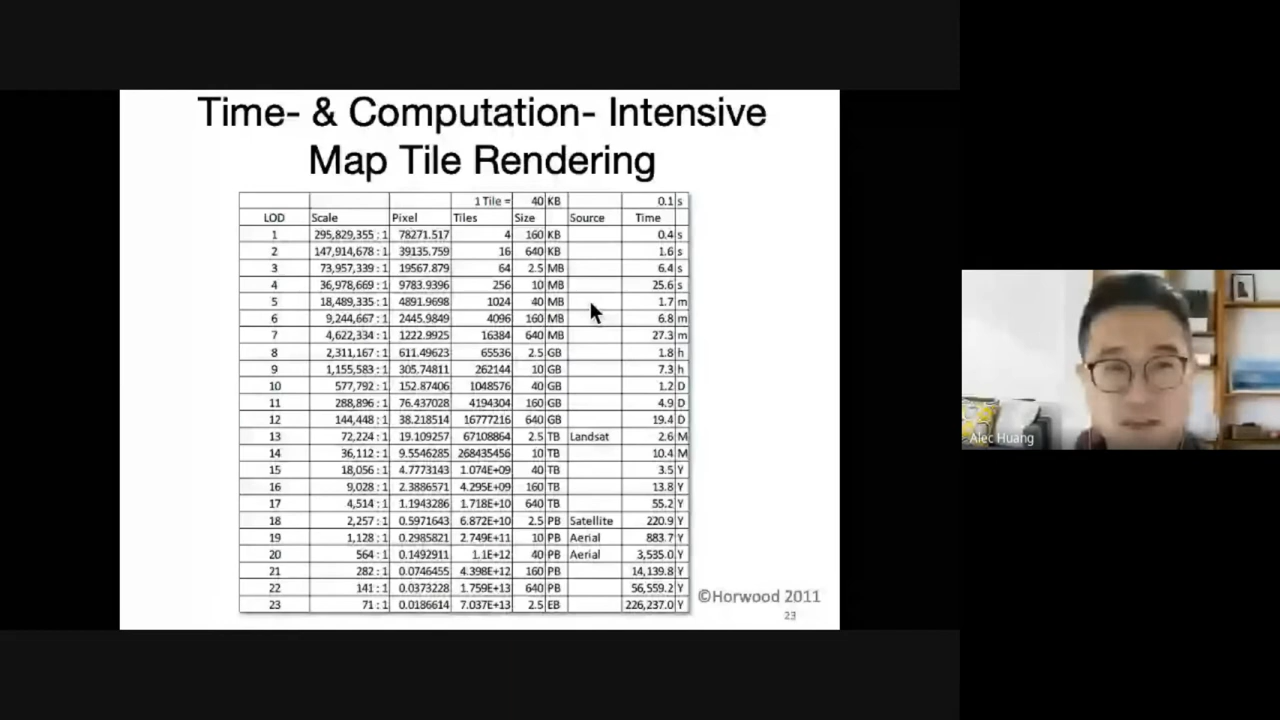 Time- & Computation- Intensive
Map Tile Rendering
1 Tile = 40 KB 0.1 s
LOD Scale Pixel Tiles Size Source Time
1 295,829,355 : 1 78271.517 4 160 KB 0.4 s
2 147,914,678 : 1 39135.759 16 640 KB 1.6 s
3 73,957,339 : 1 19567.879 64 2.5 MB 6.4 s
4 36,978,669 : 1 9783.9396 256 10 MB 25.6 s
5 18,489,335 : 1 4891.9698 1024 40 MB 1.7 m
6 9,244,667 : 1 2445.9849 4096 160 MB 6.8 m
7 4,622,334 : 1 1222.9925 16384 640 MB 27.3 m
8 2,311,167 : 1 611.49623 65536 2.5 GB 1.8 h
9 1,155,583 : 1 305.74811 262144 10 GB 7.3 h
10 577,792 : 1 152.87406 1048576 40 GB 1.2 D
11 288,896 : 1 76.437028 4194304 160 GB 4.9 D
12 144,448 : 1 38.218514 16777216 640 GB 19.4 D
13 72,224 : 1 19.109257 67108864 2.5 TB Landsat 2.6 M
14 36,112 : 1 9.5546285 268435456 10 TB 10.4 M
15 18,056 : 1 4.7773143 1.074E+09 40 TB 3.5 Y
16 9,028 : 1 2.3886571 4.295E+09 160 TB 13.8 Y
17 4,514 : 1 1.1943286 1.718E+10 640 TB 55.2 Y
18 2,257 : 1 0.5971643 6.872E+10 2.5 PB Satellite 220.9 Y
19 1,128 : 1 0.2985821 2.749E+11 10 PB Aerial 883.7 Y
20 564 : 1 0.1492911 1.1E+12 40 PB Aerial 3,535.0 Y
21 282 : 1 0.0746455 4.398E+12 160 PB 14,139.8 Y
22 141 : 1 0.0373228 1.759E+13 640 PB 56,559.2 Y
23 71 : 1 0.0186614 7.037E+13 2.5 EB 226,237.0 Y
©Horwood 2011
23
Alec Huang